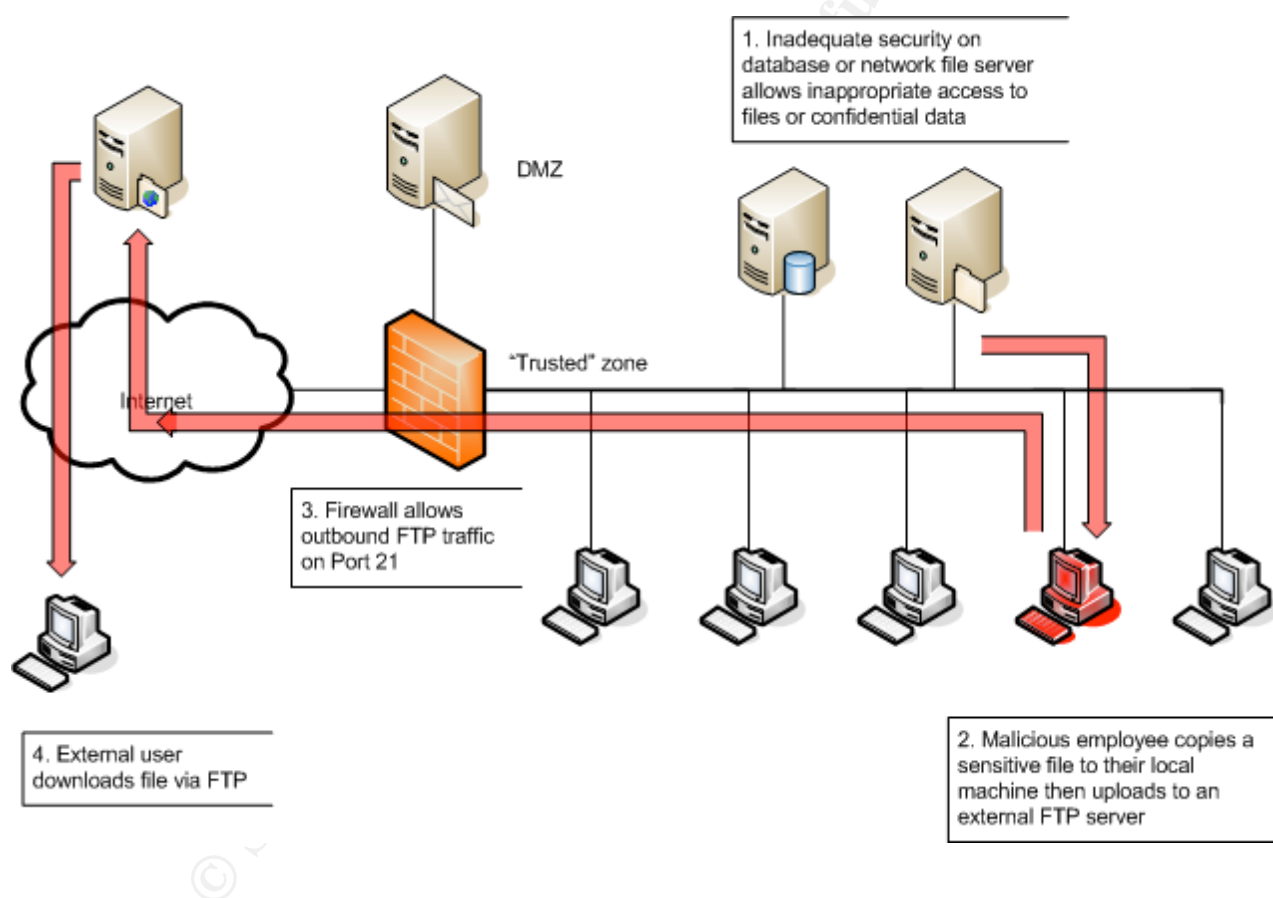 1. Inadequate security on
database or network file server
allows inappropriate access to
files or confidential data
DMZ
"Trusted" zone
Internet
3. Firewall allows
outbound FTP traffic
on Port 21
4. External user
downloads file via FTP
2. Malicious employee copies a
sensitive file to their local
machine then uploads to an
external FTP server
©